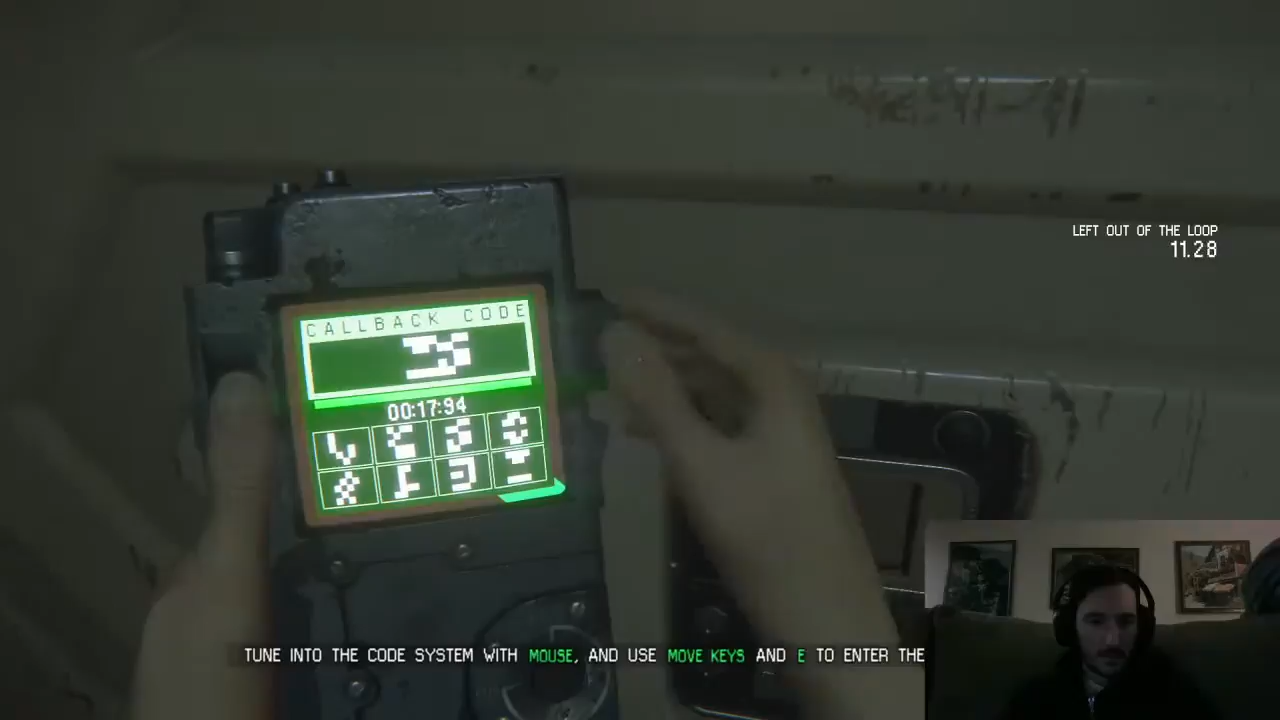 LEFT OUT OF THE LOOP
11.28
CALLBACK CODE
00:17:94
TUNE INTO THE CODE SYSTEM WITH MOUSE, AND USE MOVE KEYS AND E TO ENTER THE